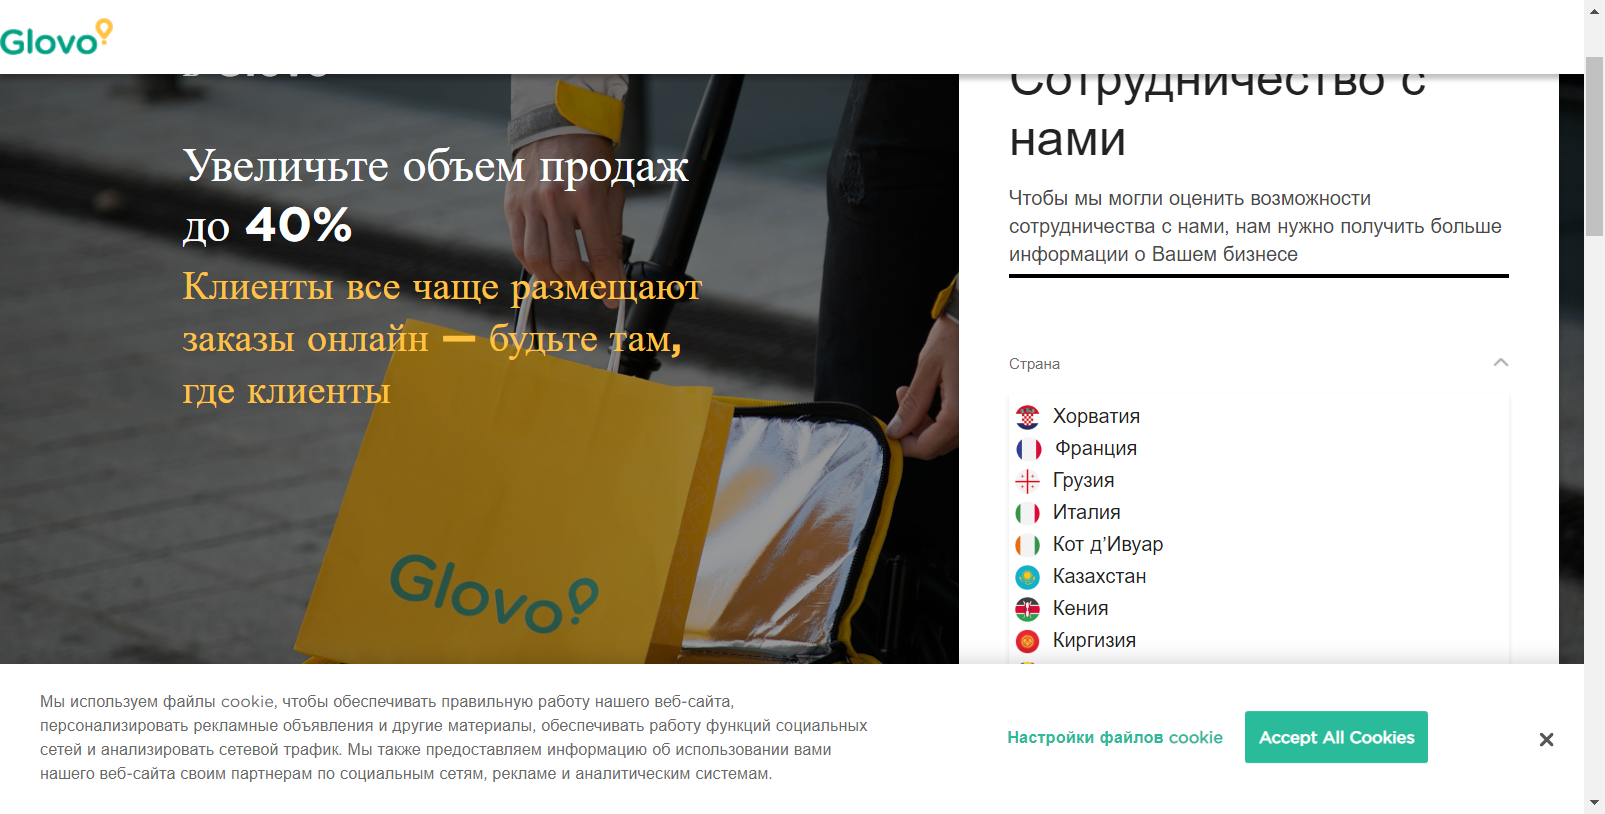 Glovo
в Glovo
Увеличьте объем продаж
до 40%
Клиенты все чаще размещают
заказы онлайн — будьте там,
где клиенты
Glovo
Сотрудничество с
нами
Чтобы мы могли оценить возможности
сотрудничества с нами, нам нужно получить больше
информации о Вашем бизнесе
Страна
Хорватия
Франция
Грузия
Италия
Кот д’Ивуар
Казахстан
Кения
Киргизия
Мы используем файлы cookie, чтобы обеспечивать правильную работу нашего веб-сайта,
персонализировать рекламные объявления и другие материалы, обеспечивать работу функций социальных
сетей и анализировать сетевой трафик. Мы также предоставляем информацию об использовании вами
нашего веб-сайта своим партнерам по социальным сетям, рекламе и аналитическим системам.
Настройки файлов cookie
Accept All Cookies